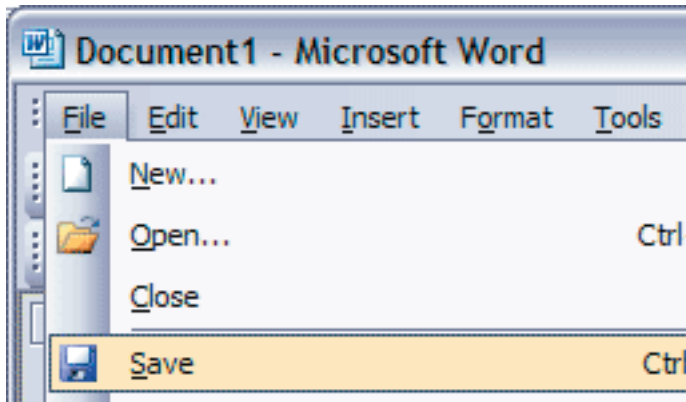 Document1 - Microsoft Word
File Edit View Insert Format Tools
New...
Open... Ctrl
Close
Save Ctrl